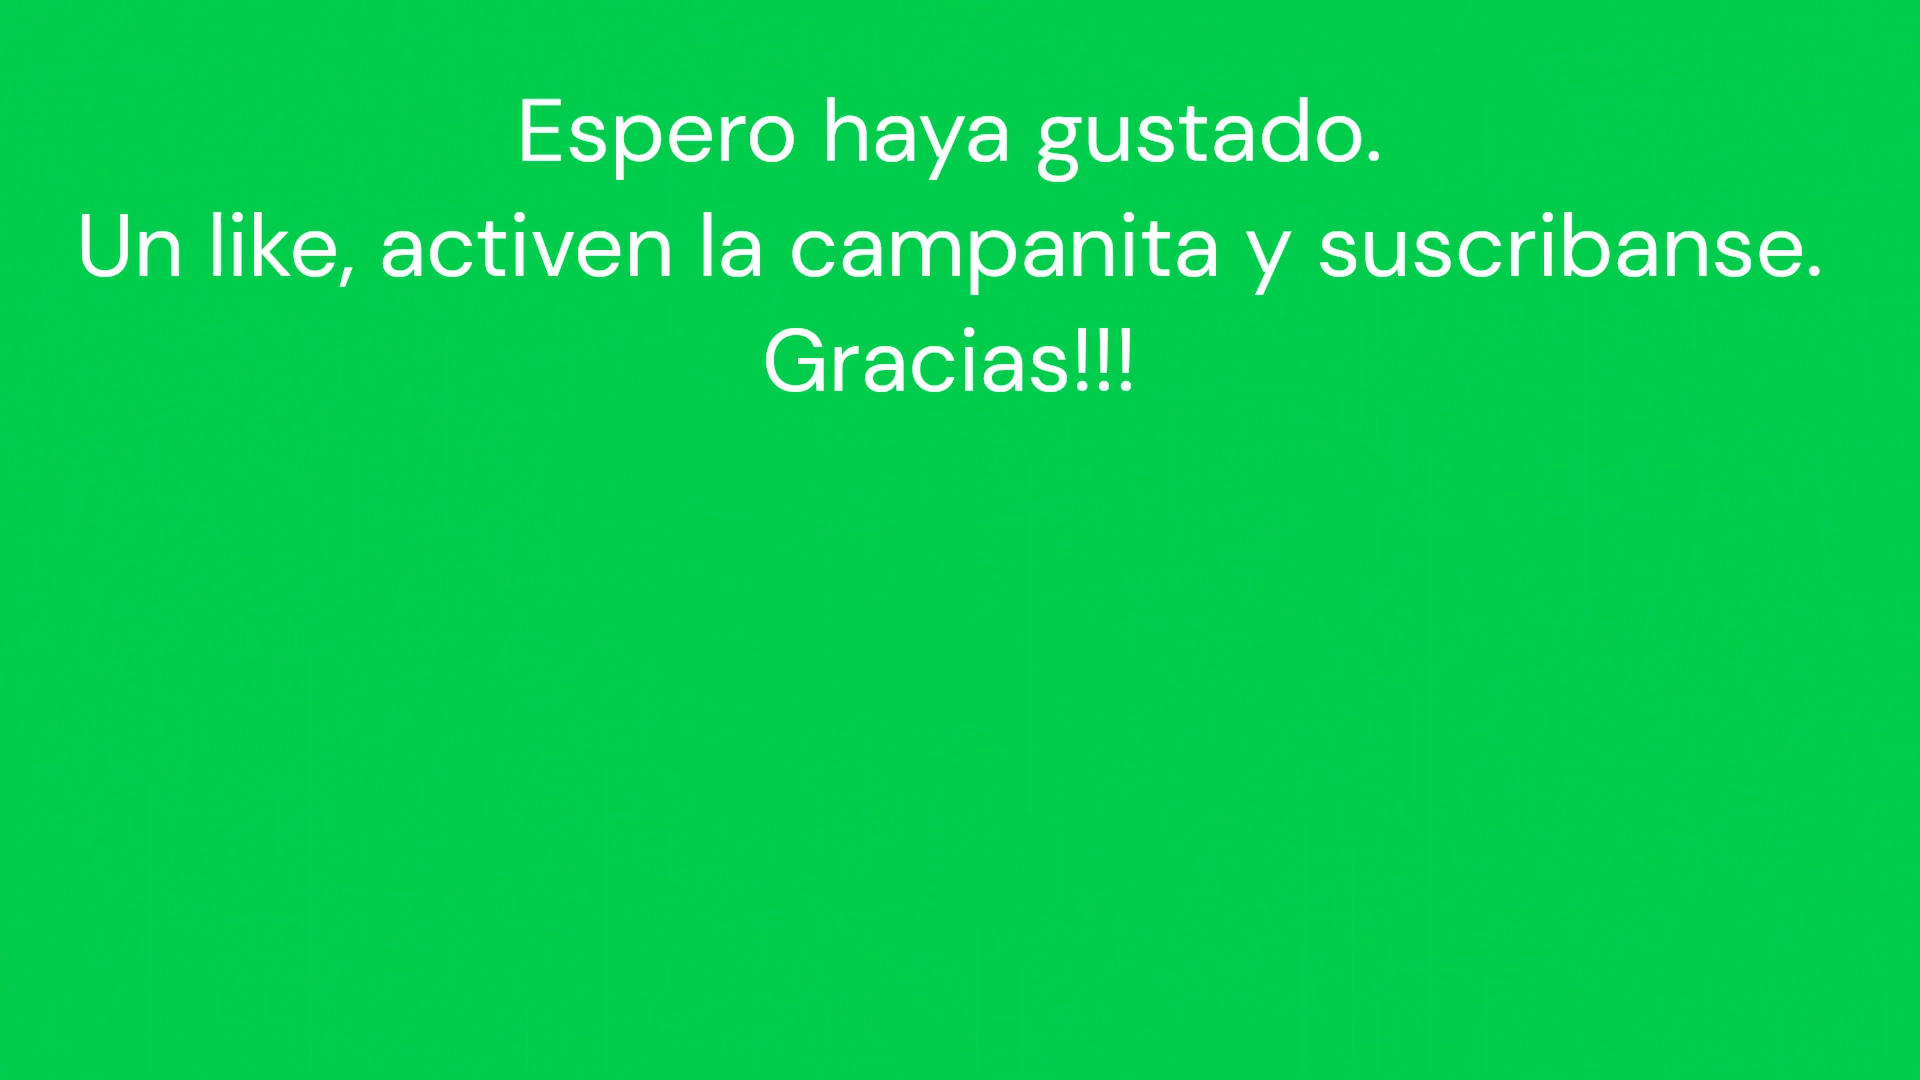 Espero haya gustado.
Un like, activen la campanita y suscribanse.
Gracias!!!